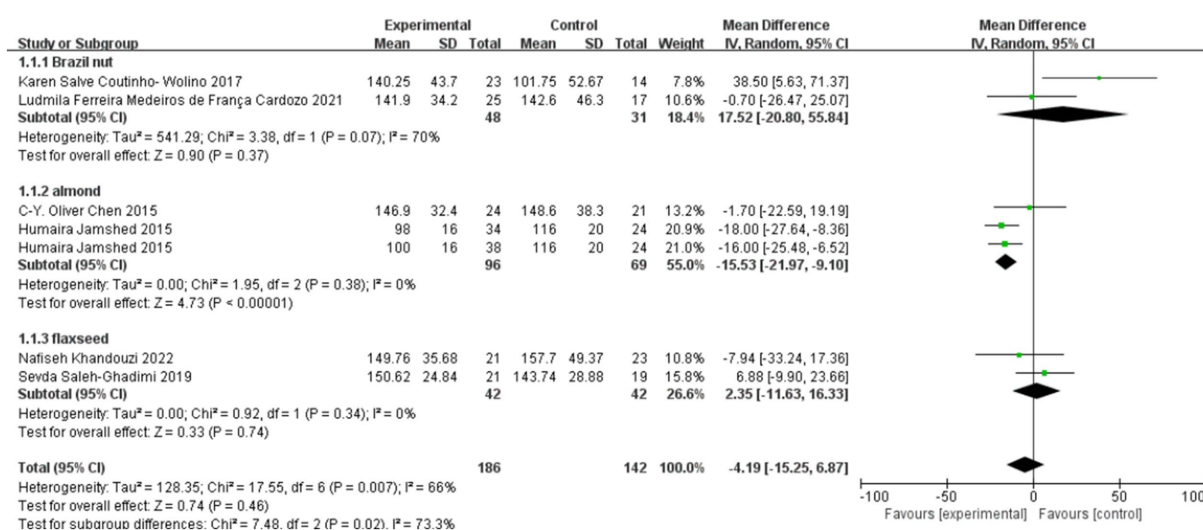 Experimental Control Mean Difference Mean Difference
Study or Subgroup Mean SD Total Mean SD Total Weight IV, Random, 95% CI IV, Random, 95% CI
1.1.1 Brazil nut
Karen Salve Coutinho- Wolino 2017 140.25 43.7 23 101.75 52.67 14 7.8% 38.50 [5.63, 71.37]
Ludmila Ferreira Medeiros de França Cardozo 2021 141.9 34.2 25 142.6 46.3 17 10.6% -0.70 [-26.47, 25.07]
Subtotal (95% CI) 48 31 18.4% 17.52 [-20.80, 55.84]
Heterogeneity: Tau² = 541.29; Chi² = 3.38, df = 1 (P = 0.07); I² = 70%
Test for overall effect: Z = 0.90 (P = 0.37)
1.1.2 almond
C-Y. Oliver Chen 2015 146.9 32.4 24 148.6 38.3 21 13.2% -1.70 [-22.59, 19.19]
Humaira Jamshed 2015 98 16 34 116 20 24 20.9% -18.00 [-27.64, -8.36]
Humaira Jamshed 2015 100 16 38 116 20 24 21.0% -16.00 [-25.48, -6.52]
Subtotal (95% CI) 96 69 55.0% -15.53 [-21.97, -9.10]
Heterogeneity: Tau² = 0.00; Chi² = 1.95, df = 2 (P = 0.38); I² = 0%
Test for overall effect: Z = 4.73 (P < 0.00001)
1.1.3 flaxseed
Nafiseh Khandouzi 2022 149.76 35.68 21 157.7 49.37 23 10.8% -7.94 [-33.24, 17.36]
Sevda Saleh-Ghadimi 2019 150.62 24.84 21 143.74 28.88 19 15.8% 6.88 [-9.90, 23.66]
Subtotal (95% CI) 42 42 26.6% 2.35 [-11.63, 16.33]
Heterogeneity: Tau² = 0.00; Chi² = 0.92, df = 1 (P = 0.34); I² = 0%
Test for overall effect: Z = 0.33 (P = 0.74)
Total (95% CI) 186 142 100.0% -4.19 [-15.25, 6.87]
Heterogeneity: Tau² = 128.35; Chi² = 17.55, df = 6 (P = 0.007); I² = 66%
Test for overall effect: Z = 0.74 (P = 0.46)
Test for subgroup differences: Chi² = 7.48, df = 2 (P = 0.02), I² = 73.3%
-100 -50 0 50 100
Favours [experimental] Favours [control]